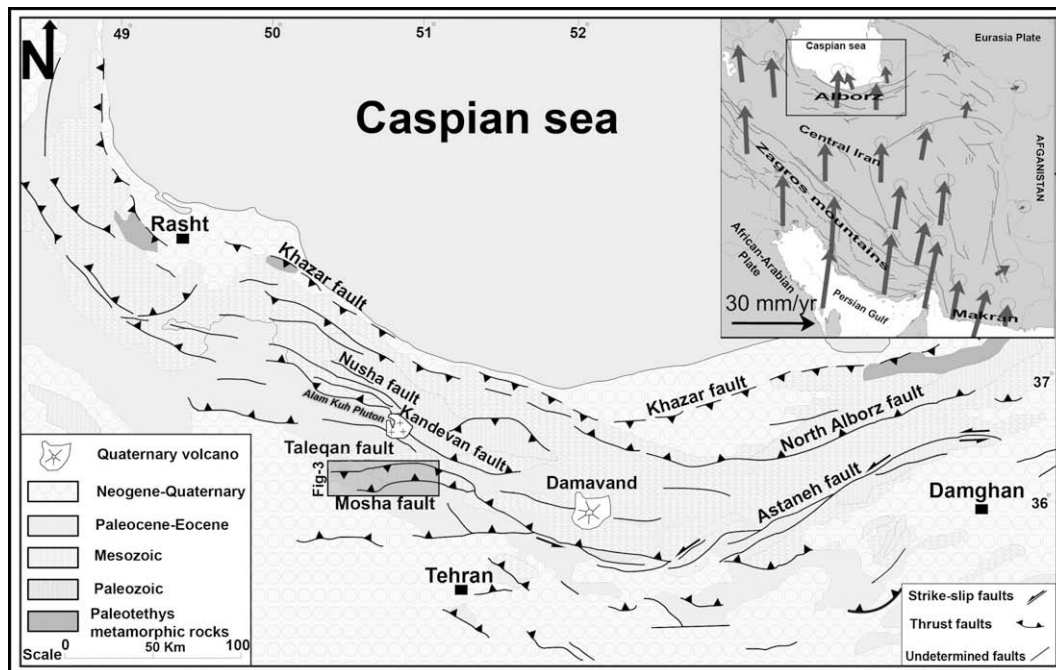 49
50
51
52
N
Caspian sea
Rasht
Khazar fault
Nusha fault
Alam Kuh Pluton
Kandevan fault
Taleqan fault
Fig-3
Mosha fault
Damavand
Khazar fault
North Alborz fault
Astaneh fault
Damghan
Tehran
37
36
Caspian sea
Eurasia Plate
Alborz
Central Iran
Zagros mountains
AFGANISTAN
African-Arabian
Plate
Persian Gulf
Makran
30 mm/yr
Quaternary volcano
Neogene-Quaternary
Paleocene-Eocene
Mesozoic
Paleozoic
Paleotethys
metamorphic rocks
Scale
0
50 Km
100
Strike-slip faults
Thrust faults
Undetermined faults